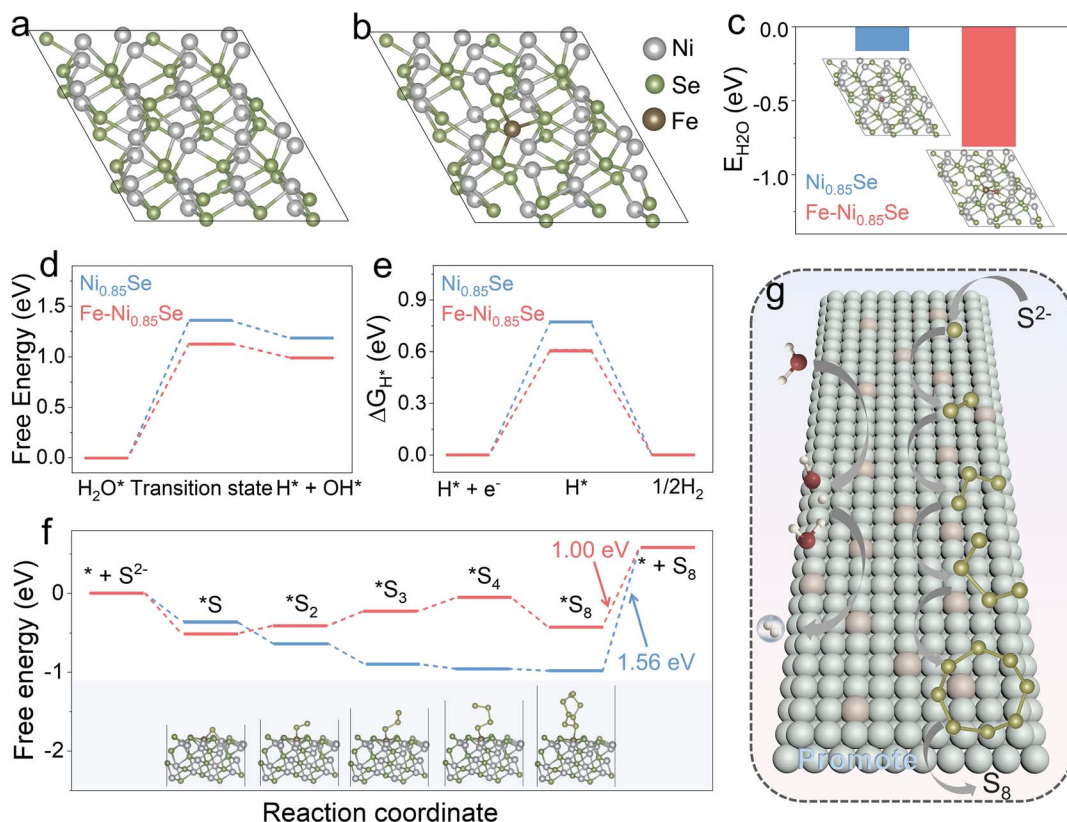 a
b
Ni
Se
Fe
c
0.0
-0.5
-1.0
E_H2O (eV)
Ni0.85Se
Fe-Ni0.85Se
d
Ni0.85Se
Fe-Ni0.85Se
1.5
1.0
0.5
0.0
Free Energy (eV)
H2O* Transition state H* + OH*
e
Ni0.85Se
Fe-Ni0.85Se
0.9
0.6
0.3
0.0
ΔG_H* (eV)
H* + e- H* 1/2H2
f
0
-1
-2
Free energy (eV)
* + S2-
*S
*S2
*S3
*S4
*S8
* + S8
1.00 eV
1.56 eV
Reaction coordinate
g
S2-
Promote
S8